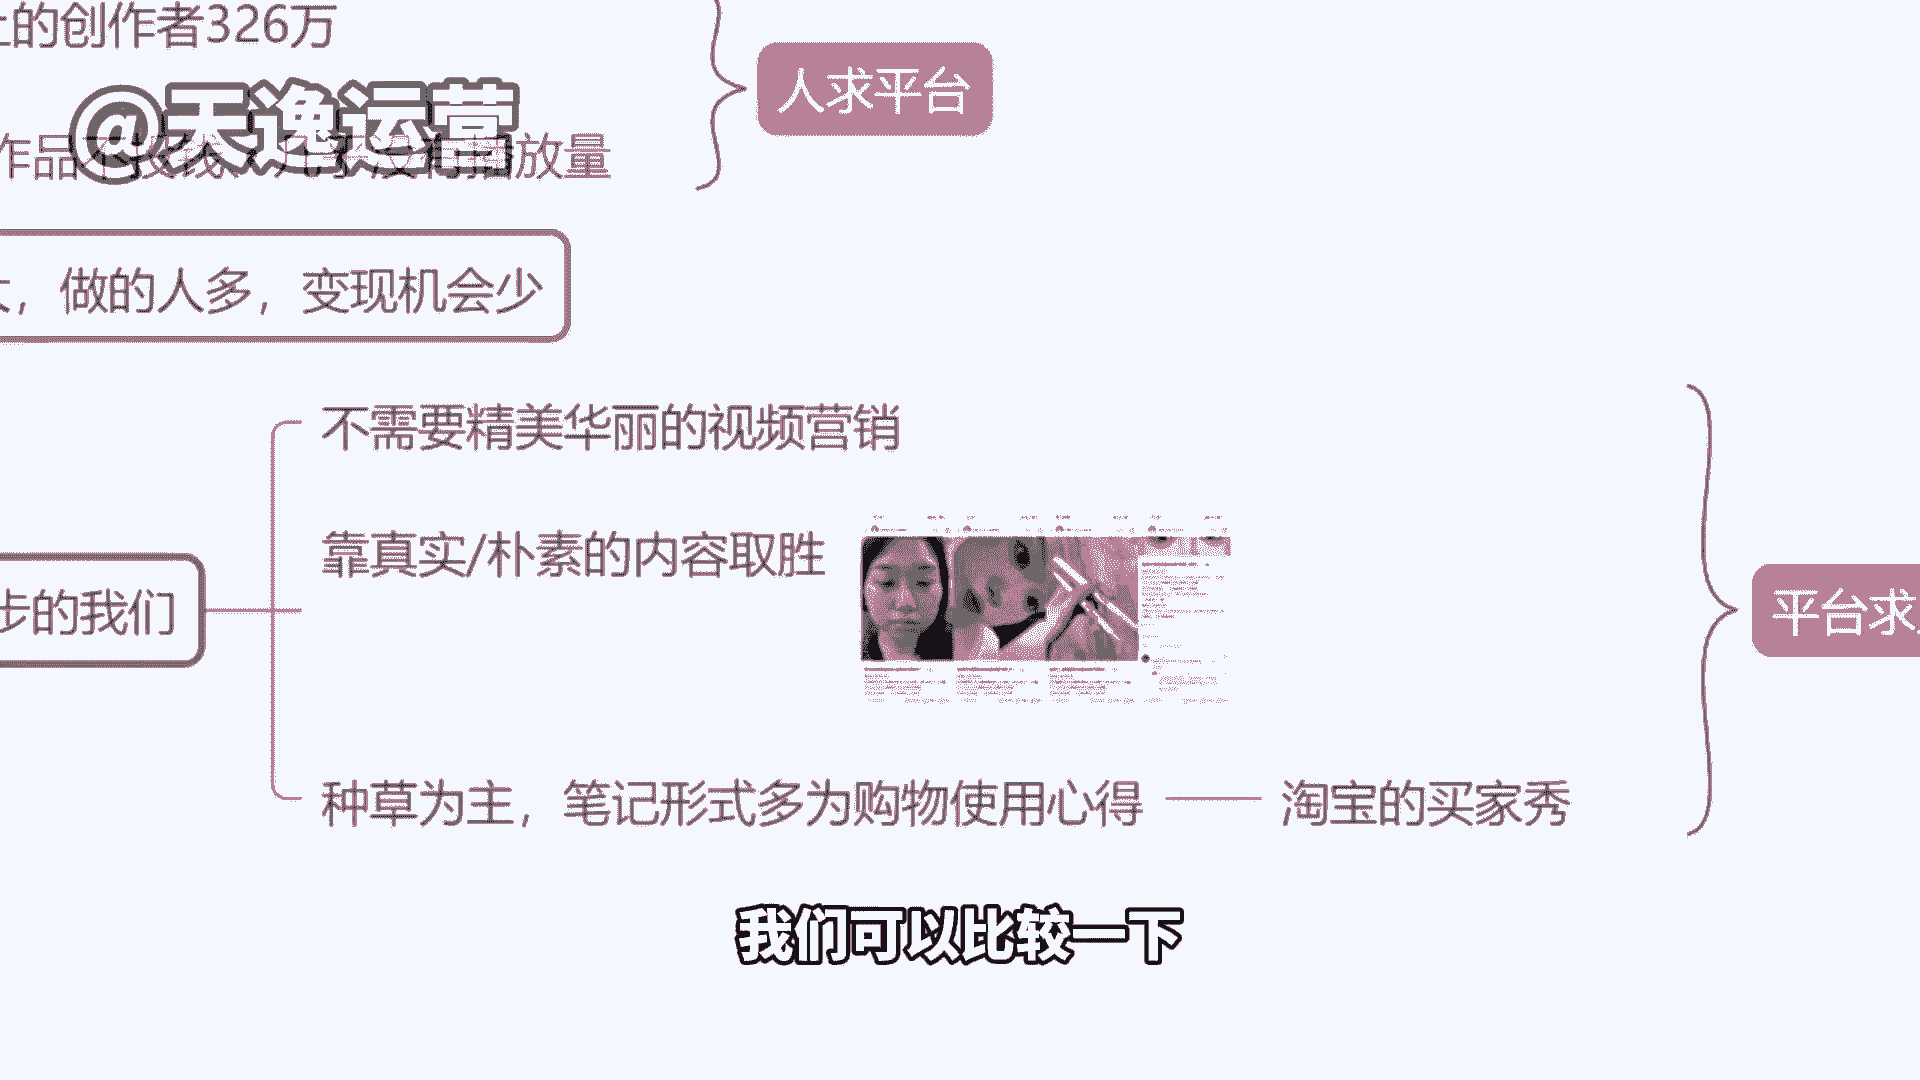 的创作者326万
人求平台
@天逸运营
作品
放量
，做的人多，变现机会少
不需要精美华丽的视频营销
靠真实/朴素的内容取胜
步的我们
平台求
种草为主，笔记形式多为购物使用心得
淘宝的买家秀
我们可以比较一下